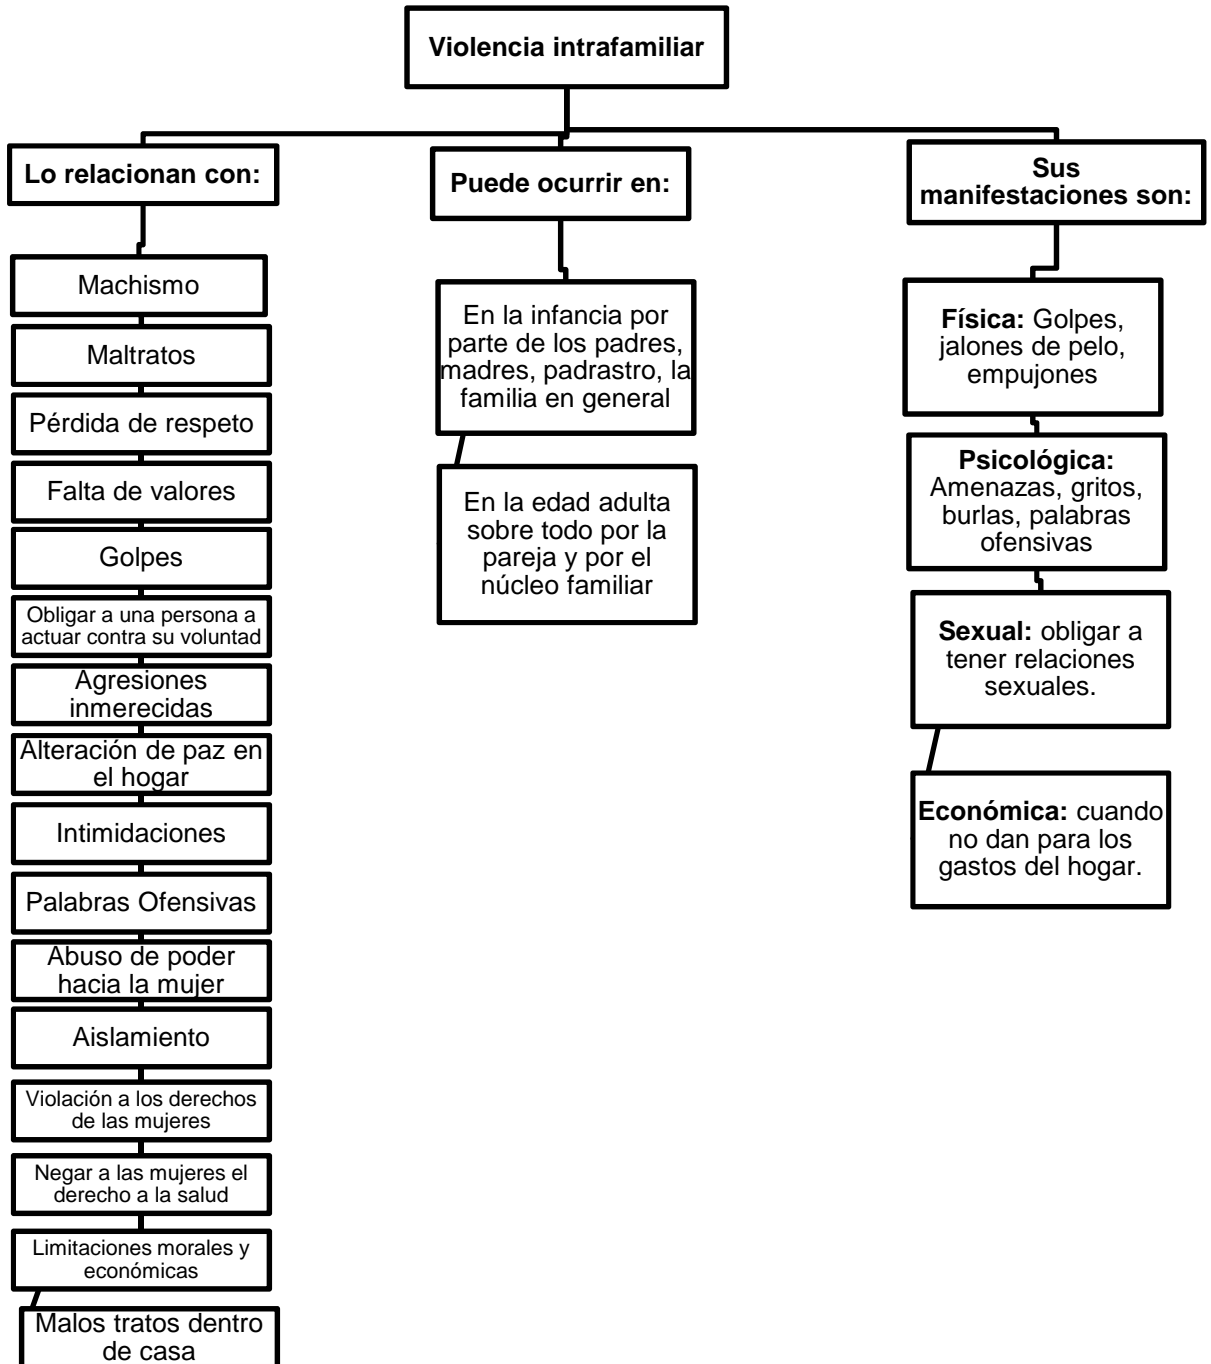 Violencia intrafamiliar
Lo relacionan con:
Machismo
Maltratos
Pérdida de respeto
Falta de valores
Golpes
Obligar a una persona a
actuar contra su voluntad
Agresiones
inmerecidas
Alteración de paz en
el hogar
Intimidaciones
Palabras Ofensivas
Abuso de poder
hacia la mujer
Aislamiento
Violación a los derechos
de las mujeres
Negar a las mujeres el
derecho a la salud
Limitaciones morales y
económicas
Malos tratos dentro
de casa
Puede ocurrir en:
En la infancia por
parte de los padres,
madres, padrastro, la
familia en general
En la edad adulta
sobre todo por la
pareja y por el
núcleo familiar
Sus
manifestaciones son:
Física: Golpes,
jalones de pelo,
empujones
Psicológica:
Amenazas, gritos,
burlas, palabras
ofensivas
Sexual: obligar a
tener relaciones
sexuales.
Económica: cuando
no dan para los
gastos del hogar.